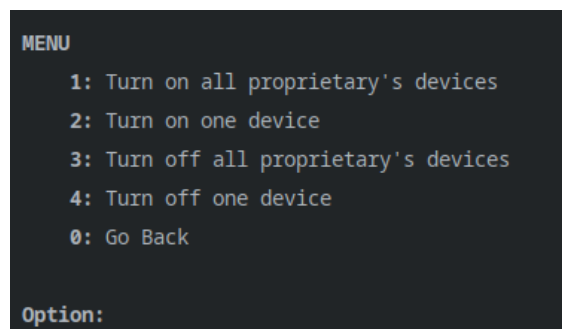 MENU
1: Turn on all proprietary's devices
2: Turn on one device
3: Turn off all proprietary's devices
4: Turn off one device
0: Go Back
Option: